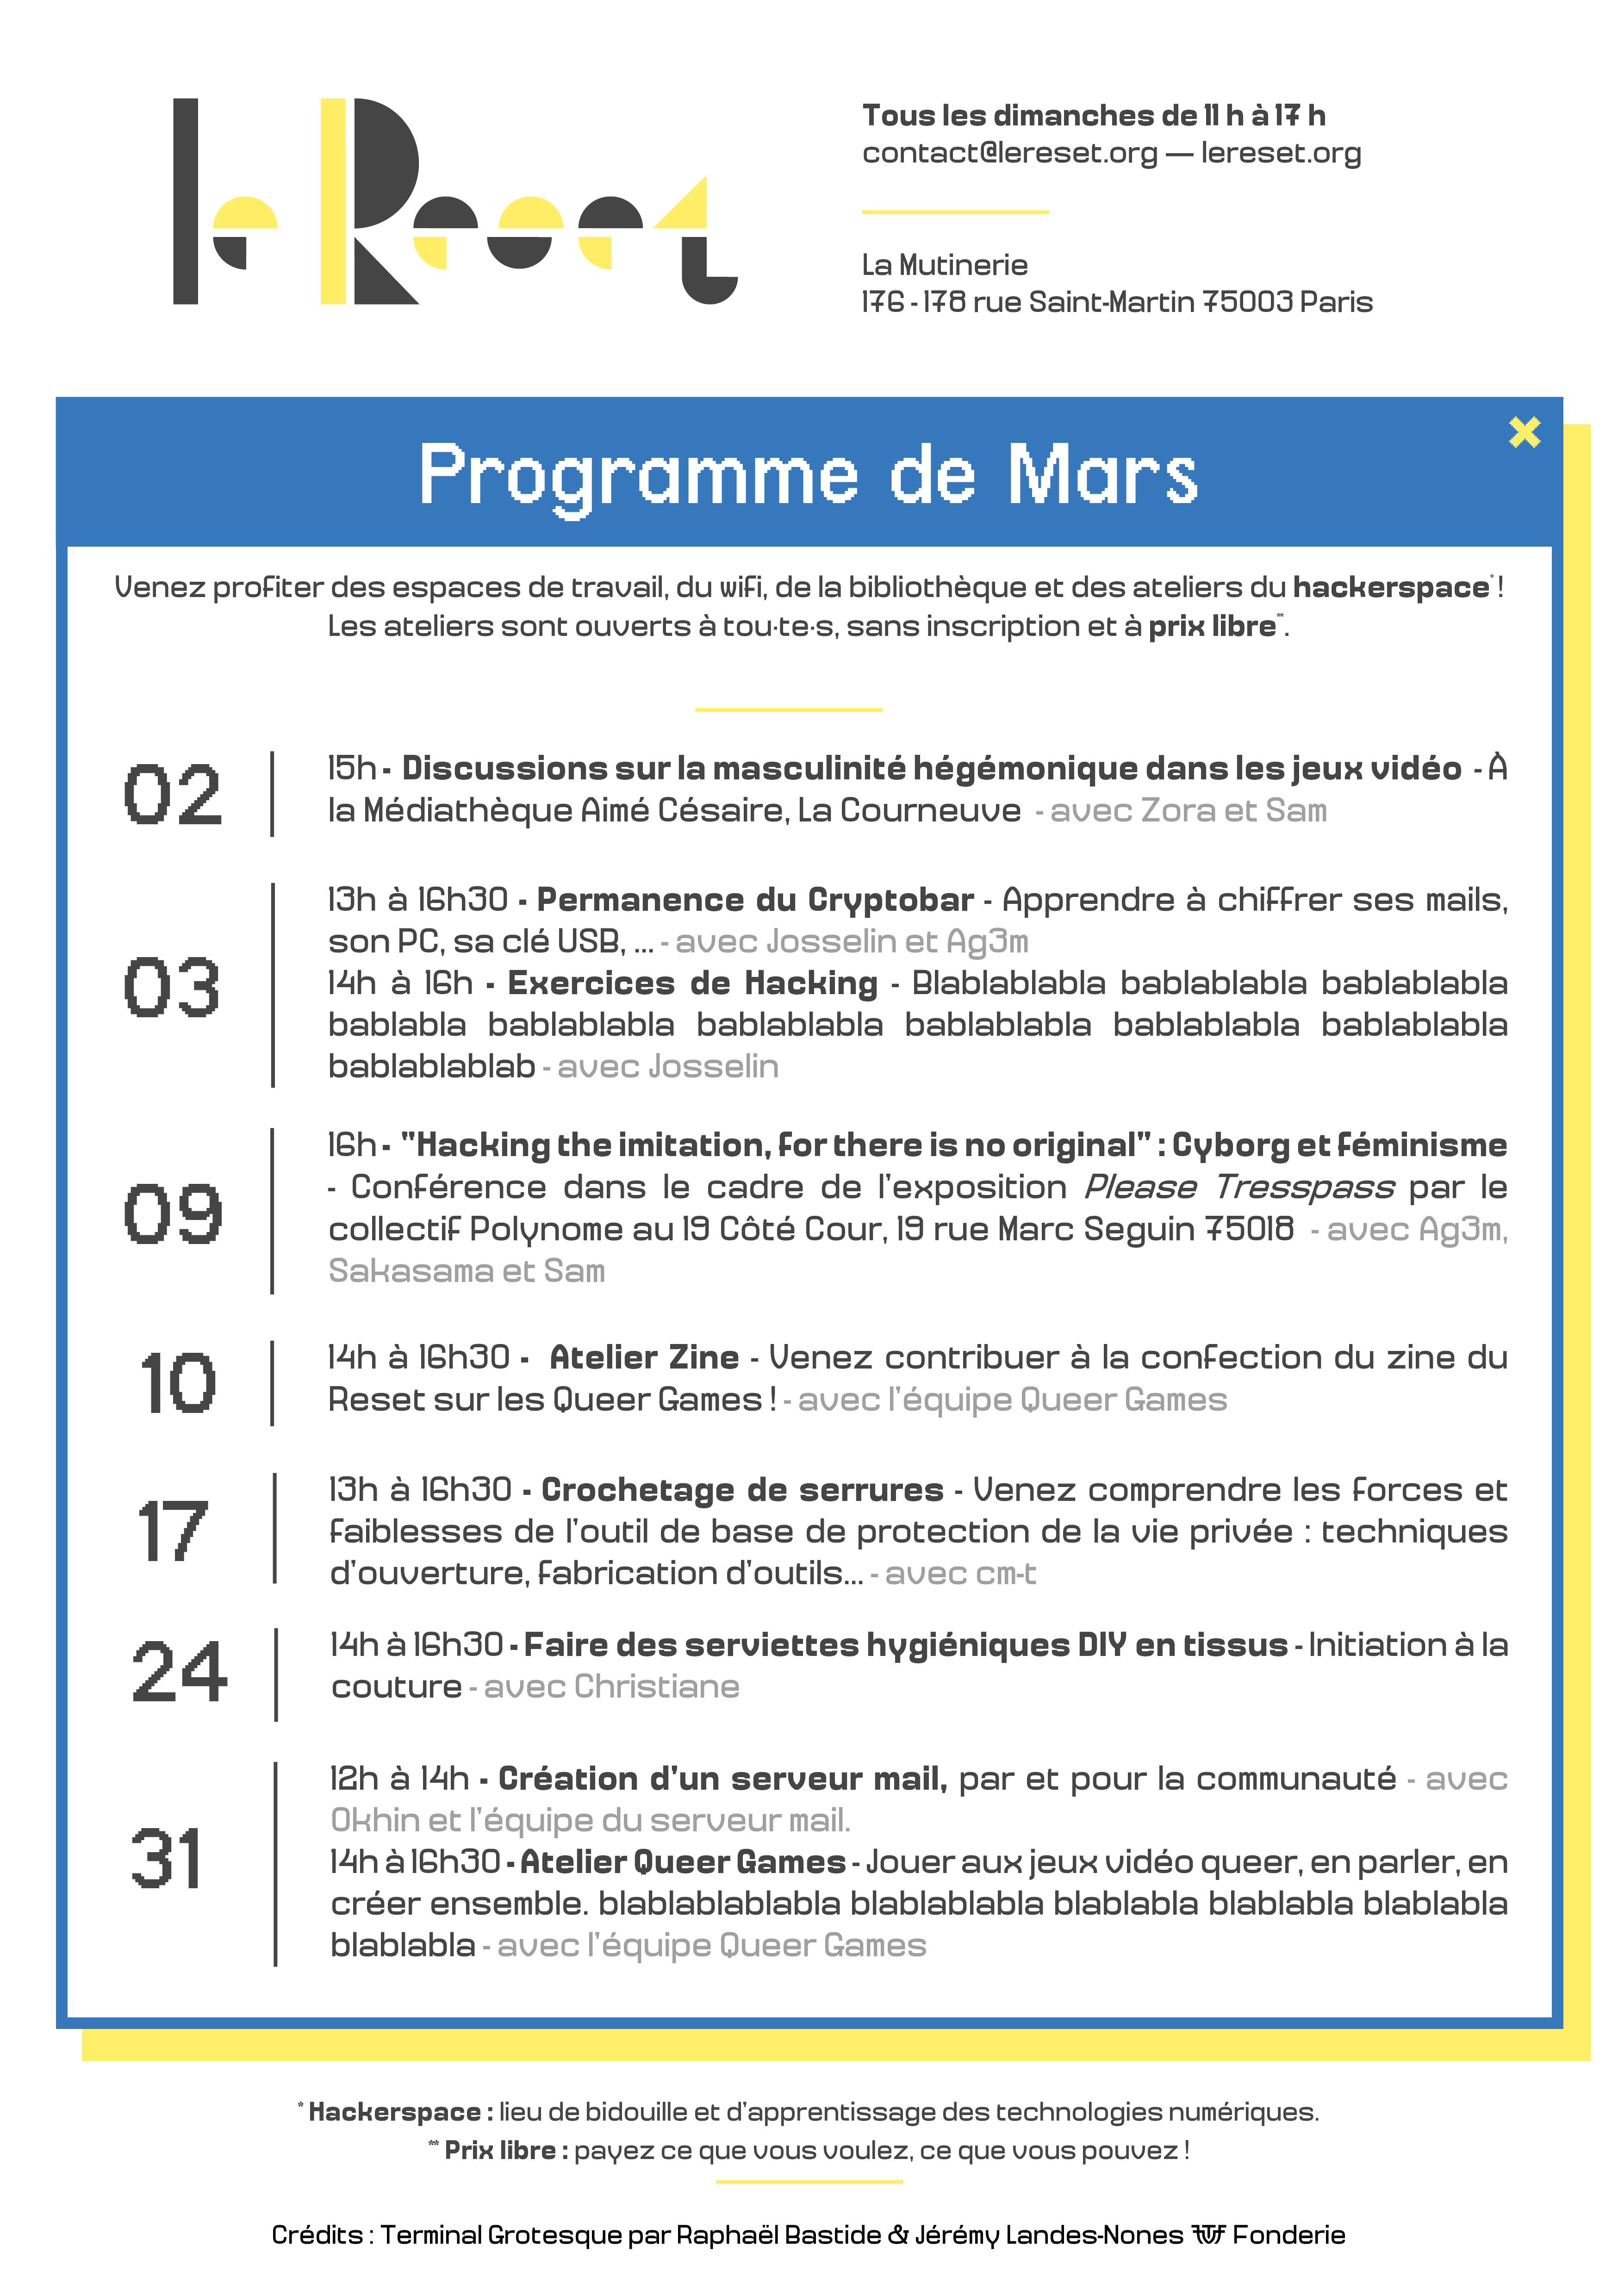 le Reset
Tous les dimanches de 11 h à 17 h
contact@lereset.org — lereset.org
La Mutinerie
176 - 178 rue Saint-Martin 75003 Paris
Programme de Mars
Venez profiter des espaces de travail, du wifi, de la bibliothèque et des ateliers du hackerspace* !
Les ateliers sont ouverts à tou·te·s, sans inscription et à prix libre**.
02
15h - Discussions sur la masculinité hégémonique dans les jeux vidéo - À
la Médiathèque Aimé Césaire, La Courneuve - avec Zora et Sam
03
13h à 16h30 - Permanence du Cryptobar - Apprendre à chiffrer ses mails,
son PC, sa clé USB, ... - avec Josselin et Ag3m
14h à 16h - Exercices de Hacking - Blablablabla bablablabla bablablabla
bablabla bablablabla bablablabla bablablabla bablablabla bablablabla
bablablablab - avec Josselin
09
16h - "Hacking the imitation, for there is no original" : Cyborg et féminisme
- Conférence dans le cadre de l'exposition Please Tresspass par le
collectif Polynome au 19 Côté Cour, 19 rue Marc Seguin 75018 - avec Ag3m,
Sakasama et Sam
10
14h à 16h30 - Atelier Zine - Venez contribuer à la confection du zine du
Reset sur les Queer Games ! - avec l'équipe Queer Games
17
13h à 16h30 - Crochetage de serrures - Venez comprendre les forces et
faiblesses de l'outil de base de protection de la vie privée : techniques
d'ouverture, fabrication d'outils... - avec cm-t
24
14h à 16h30 - Faire des serviettes hygiéniques DIY en tissus - Initiation à la
couture - avec Christiane
31
12h à 14h - Création d'un serveur mail, par et pour la communauté - avec
Okhin et l'équipe du serveur mail.
14h à 16h30 - Atelier Queer Games - Jouer aux jeux vidéo queer, en parler, en
créer ensemble. blablablablabla blablablabla blablabla blablabla blablabla
blablabla - avec l'équipe Queer Games
* Hackerspace : lieu de bidouille et d'apprentissage des technologies numériques.
** Prix libre : payez ce que vous voulez, ce que vous pouvez !
Crédits : Terminal Grotesque par Raphaël Bastide & Jérémy Landes-Nones Fonderie